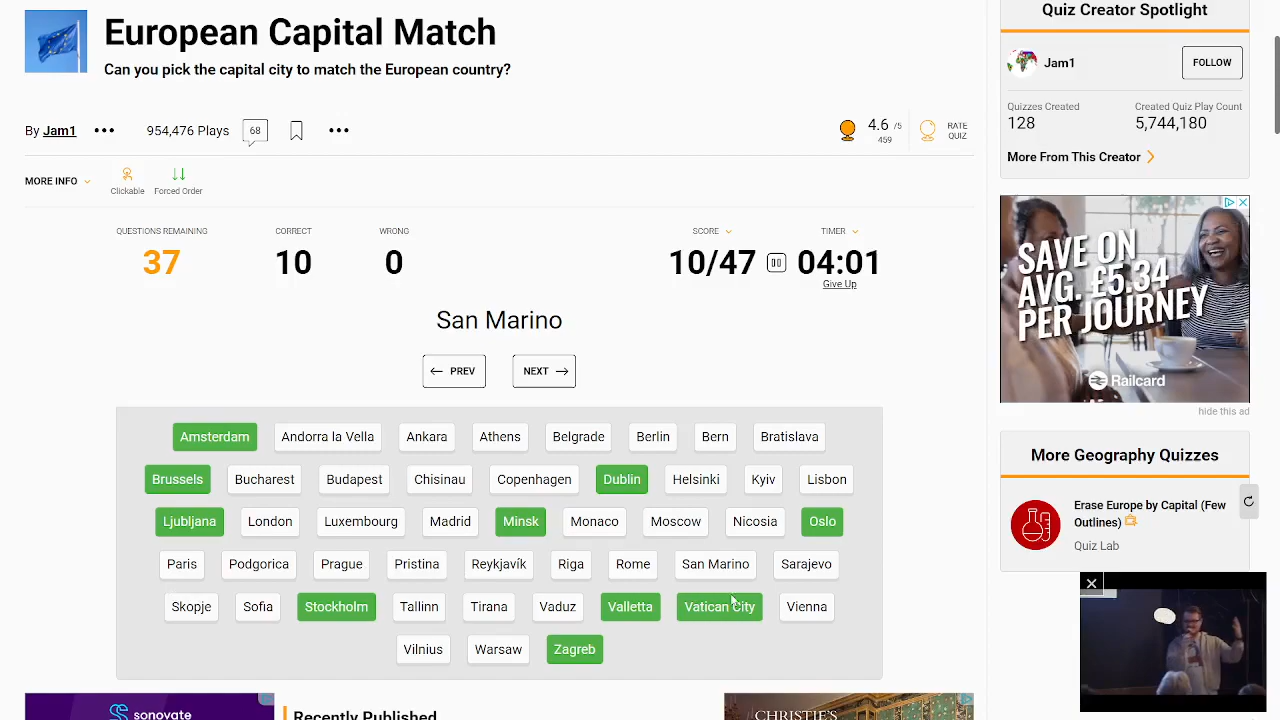 European Capital Match
Can you pick the capital city to match the European country?
By Jam1 ••• 954,476 Plays 68 •••
4.6 /5
459
RATE
QUIZ
MORE INFO
Clickable
Forced Order
QUESTIONS REMAINING
37
CORRECT
10
WRONG
0
SCORE
10/47
TIMER
04:01
Give Up
San Marino
PREV
NEXT
Amsterdam Andorra la Vella Ankara Athens Belgrade Berlin Bern Bratislava
Brussels Bucharest Budapest Chisinau Copenhagen Dublin Helsinki Kyiv Lisbon
Ljubljana London Luxembourg Madrid Minsk Monaco Moscow Nicosia Oslo
Paris Podgorica Prague Pristina Reykjavík Riga Rome San Marino Sarajevo
Skopje Sofia Stockholm Tallinn Tirana Vaduz Valletta Vatican City Vienna
Vilnius Warsaw Zagreb
sonovate
Recently Published
CHRISTIE'S
Quiz Creator Spotlight
Jam1
FOLLOW
Quizzes Created
128
Created Quiz Play Count
5,744,180
More From This Creator
SAVE ON
AVG. £5.34
PER JOURNEY
Railcard
hide this ad
More Geography Quizzes
Erase Europe by Capital (Few
Outlines)
Quiz Lab